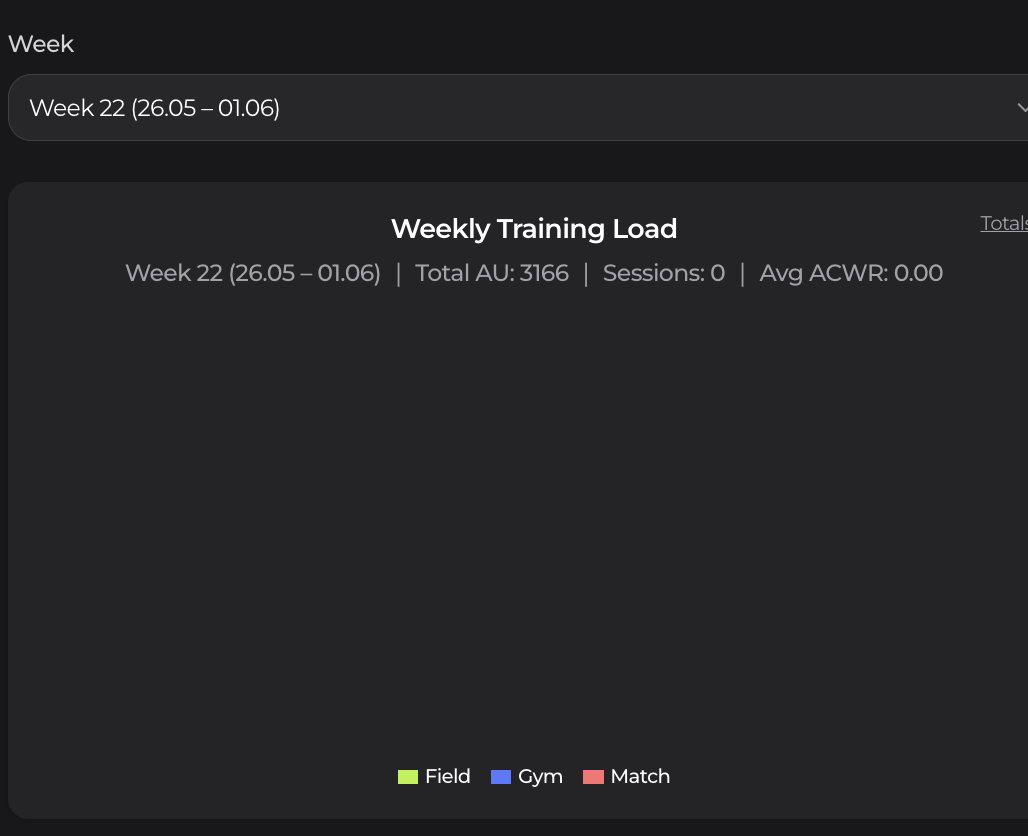 Week
Week 22 (26.05 – 01.06)
Weekly Training Load
Totals
Week 22 (26.05 – 01.06) | Total AU: 3166 | Sessions: 0 | Avg ACWR: 0.00
Field Gym Match